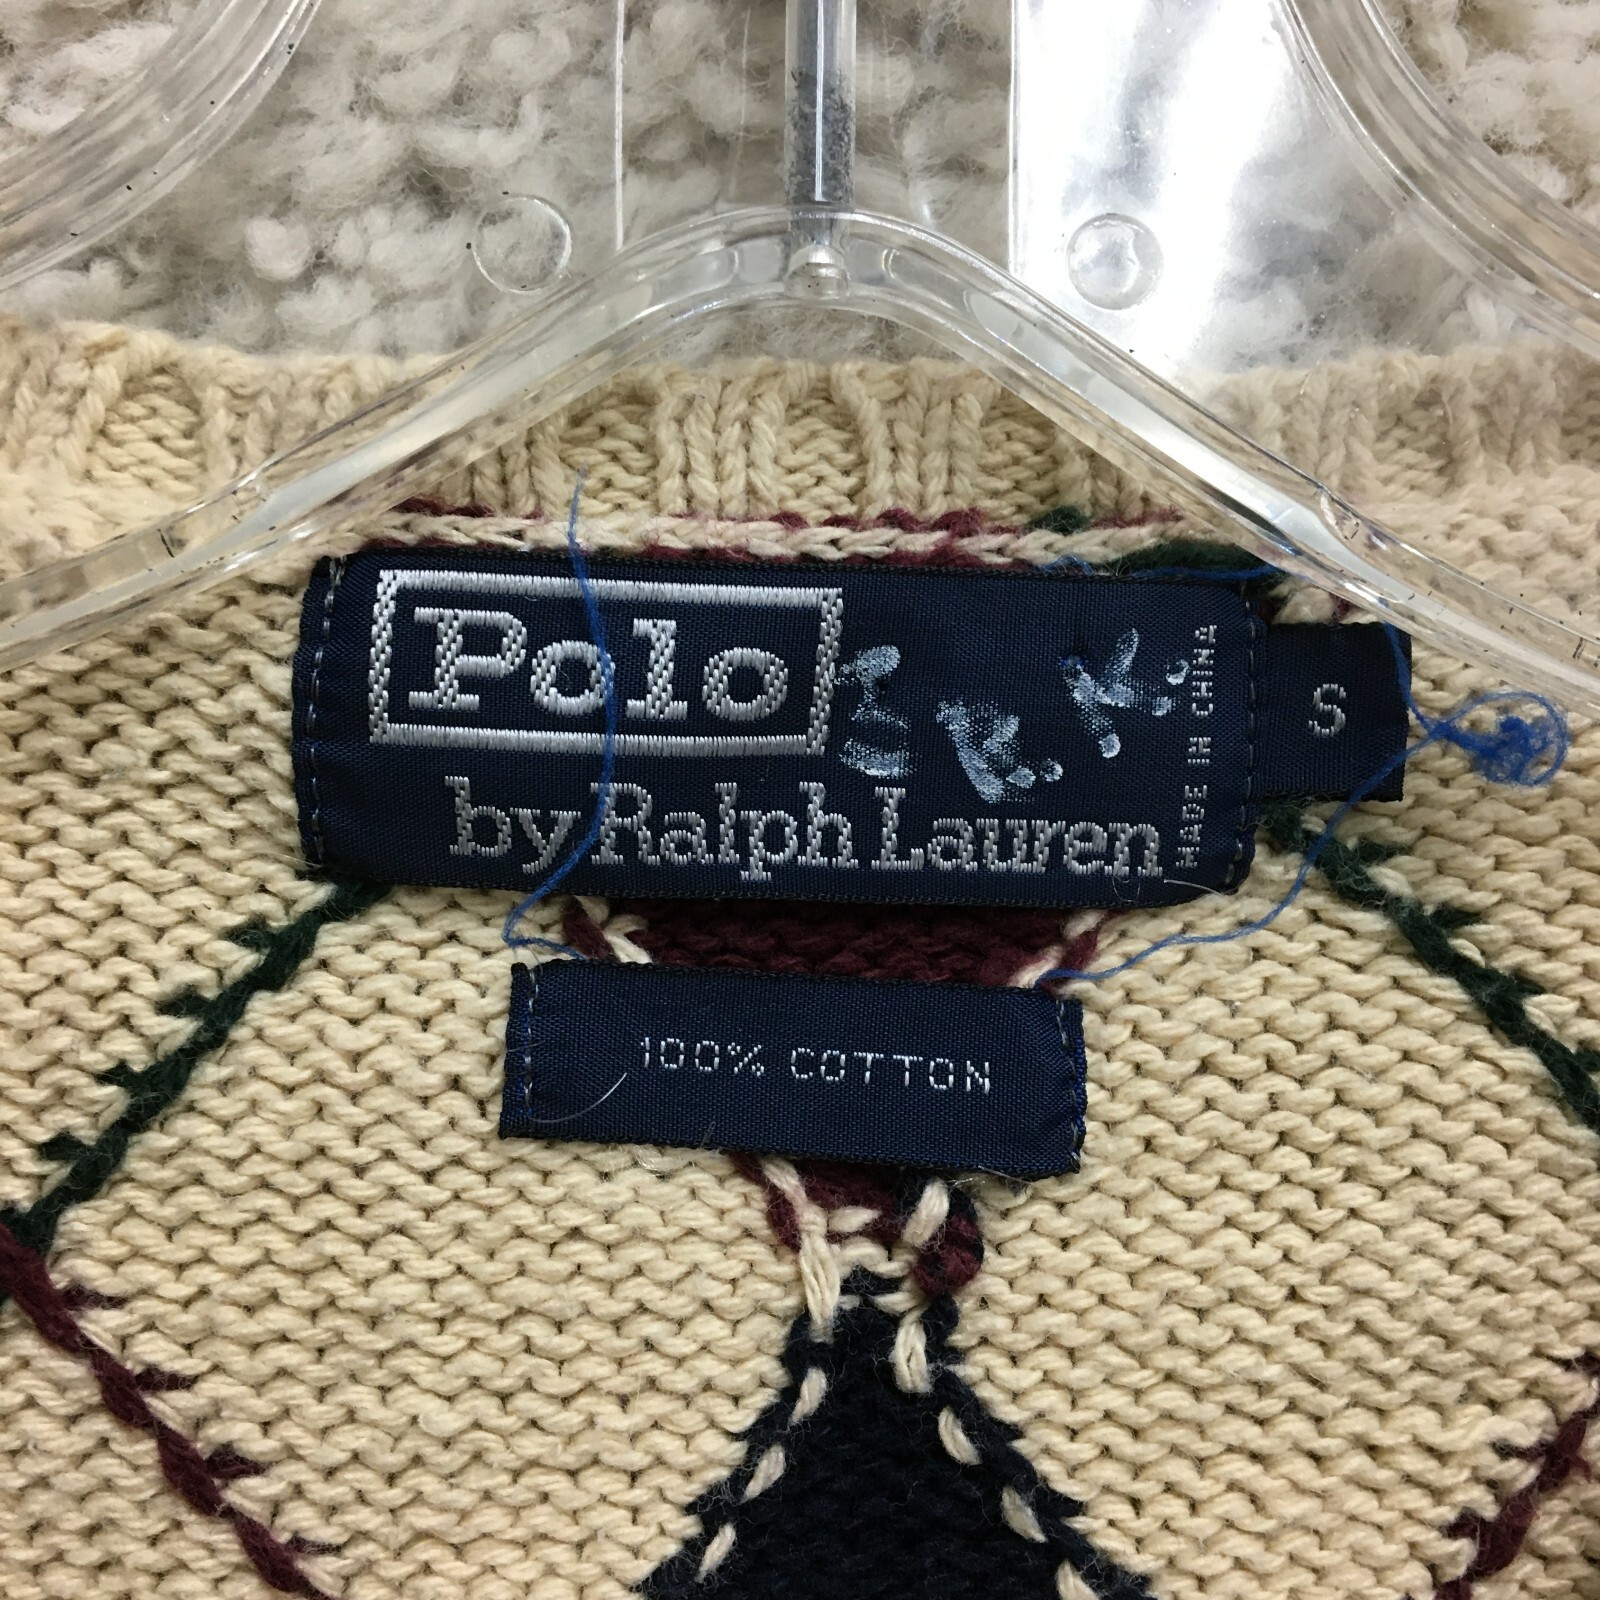 Polo
by Ralph Lauren
MADE IN CHINA
S
100% COTTON